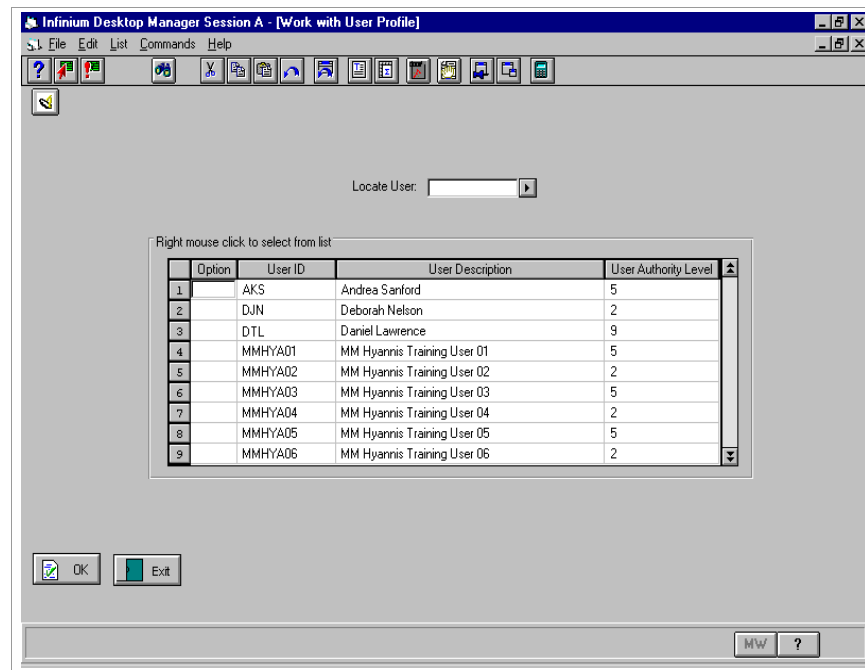 Infinium Desktop Manager Session A - [Work with User Profile]
File Edit List Commands Help
Locate User:
Right mouse click to select from list
Option User ID User Description User Authority Level
1 AKS Andrea Sanford 5
2 DJN Deborah Nelson 2
3 DTL Daniel Lawrence 9
4 MMHYA01 MM Hyannis Training User 01 5
5 MMHYA02 MM Hyannis Training User 02 2
6 MMHYA03 MM Hyannis Training User 03 5
7 MMHYA04 MM Hyannis Training User 04 2
8 MMHYA05 MM Hyannis Training User 05 5
9 MMHYA06 MM Hyannis Training User 06 2
OK Exit
MW ?